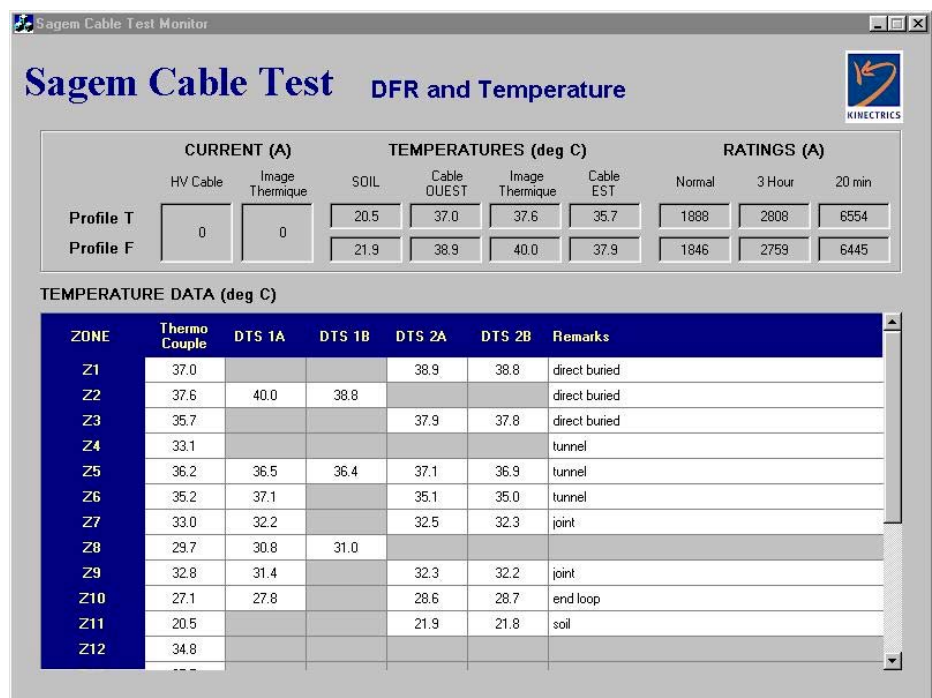 Sagem Cable Test Monitor
Sagem Cable Test DFR and Temperature
KINECTRICS
CURRENT (A) TEMPERATURES (deg C) RATINGS (A)
HV Cable Image Thermique SOIL Cable OUEST Image Thermique Cable EST Normal 3 Hour 20 min
Profile T 0 0 20.5 37.0 37.6 35.7 1888 2808 6554
Profile F 21.9 38.9 40.0 37.9 1846 2759 6445
TEMPERATURE DATA (deg C)
ZONE Thermo Couple DTS 1A DTS 1B DTS 2A DTS 2B Remarks
Z1 37.0 38.9 38.8 direct buried
Z2 37.6 40.0 38.8 direct buried
Z3 35.7 37.9 37.8 direct buried
Z4 33.1 tunnel
Z5 36.2 36.5 36.4 37.1 36.9 tunnel
Z6 35.2 37.1 35.1 35.0 tunnel
Z7 33.0 32.2 32.5 32.3 joint
Z8 29.7 30.8 31.0
Z9 32.8 31.4 32.3 32.2 joint
Z10 27.1 27.8 28.6 28.7 end loop
Z11 20.5 21.9 21.8 soil
Z12 34.8